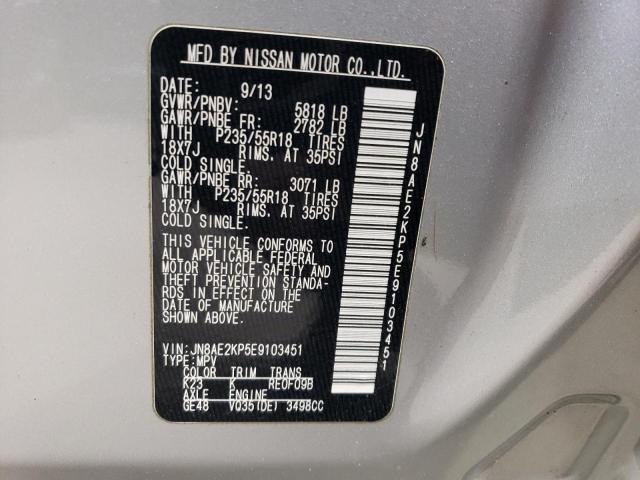 MFD BY NISSAN MOTOR CO.,LTD.
DATE: 9/13
GVWR/PNBV: 5818 LB
GAWR/PNBE FR: 2782 LB
WITH P235/55R18 TIRES
18X7J RIMS. AT 35PSI
COLD SINGLE.
GAWR/PNBE RR: 3071 LB
WITH P235/55R18 TIRES
18X7J RIMS. AT 35PSI
COLD SINGLE.
THIS VEHICLE CONFORMS TO
ALL APPLICABLE FEDERAL
MOTOR VEHICLE SAFETY AND
THEFT PREVENTION STANDA-
RDS IN EFFECT ON THE
DATE OF MANUFACTURE
SHOWN ABOVE.
VIN:JN8AE2KP5E9103451
TYPE:MPV
COLOR TRIM TRANS
K23 K RE0F09B
AXLE ENGINE
GE48 VQ35(DE) 3498CC
JN8AE2KP5E9103451